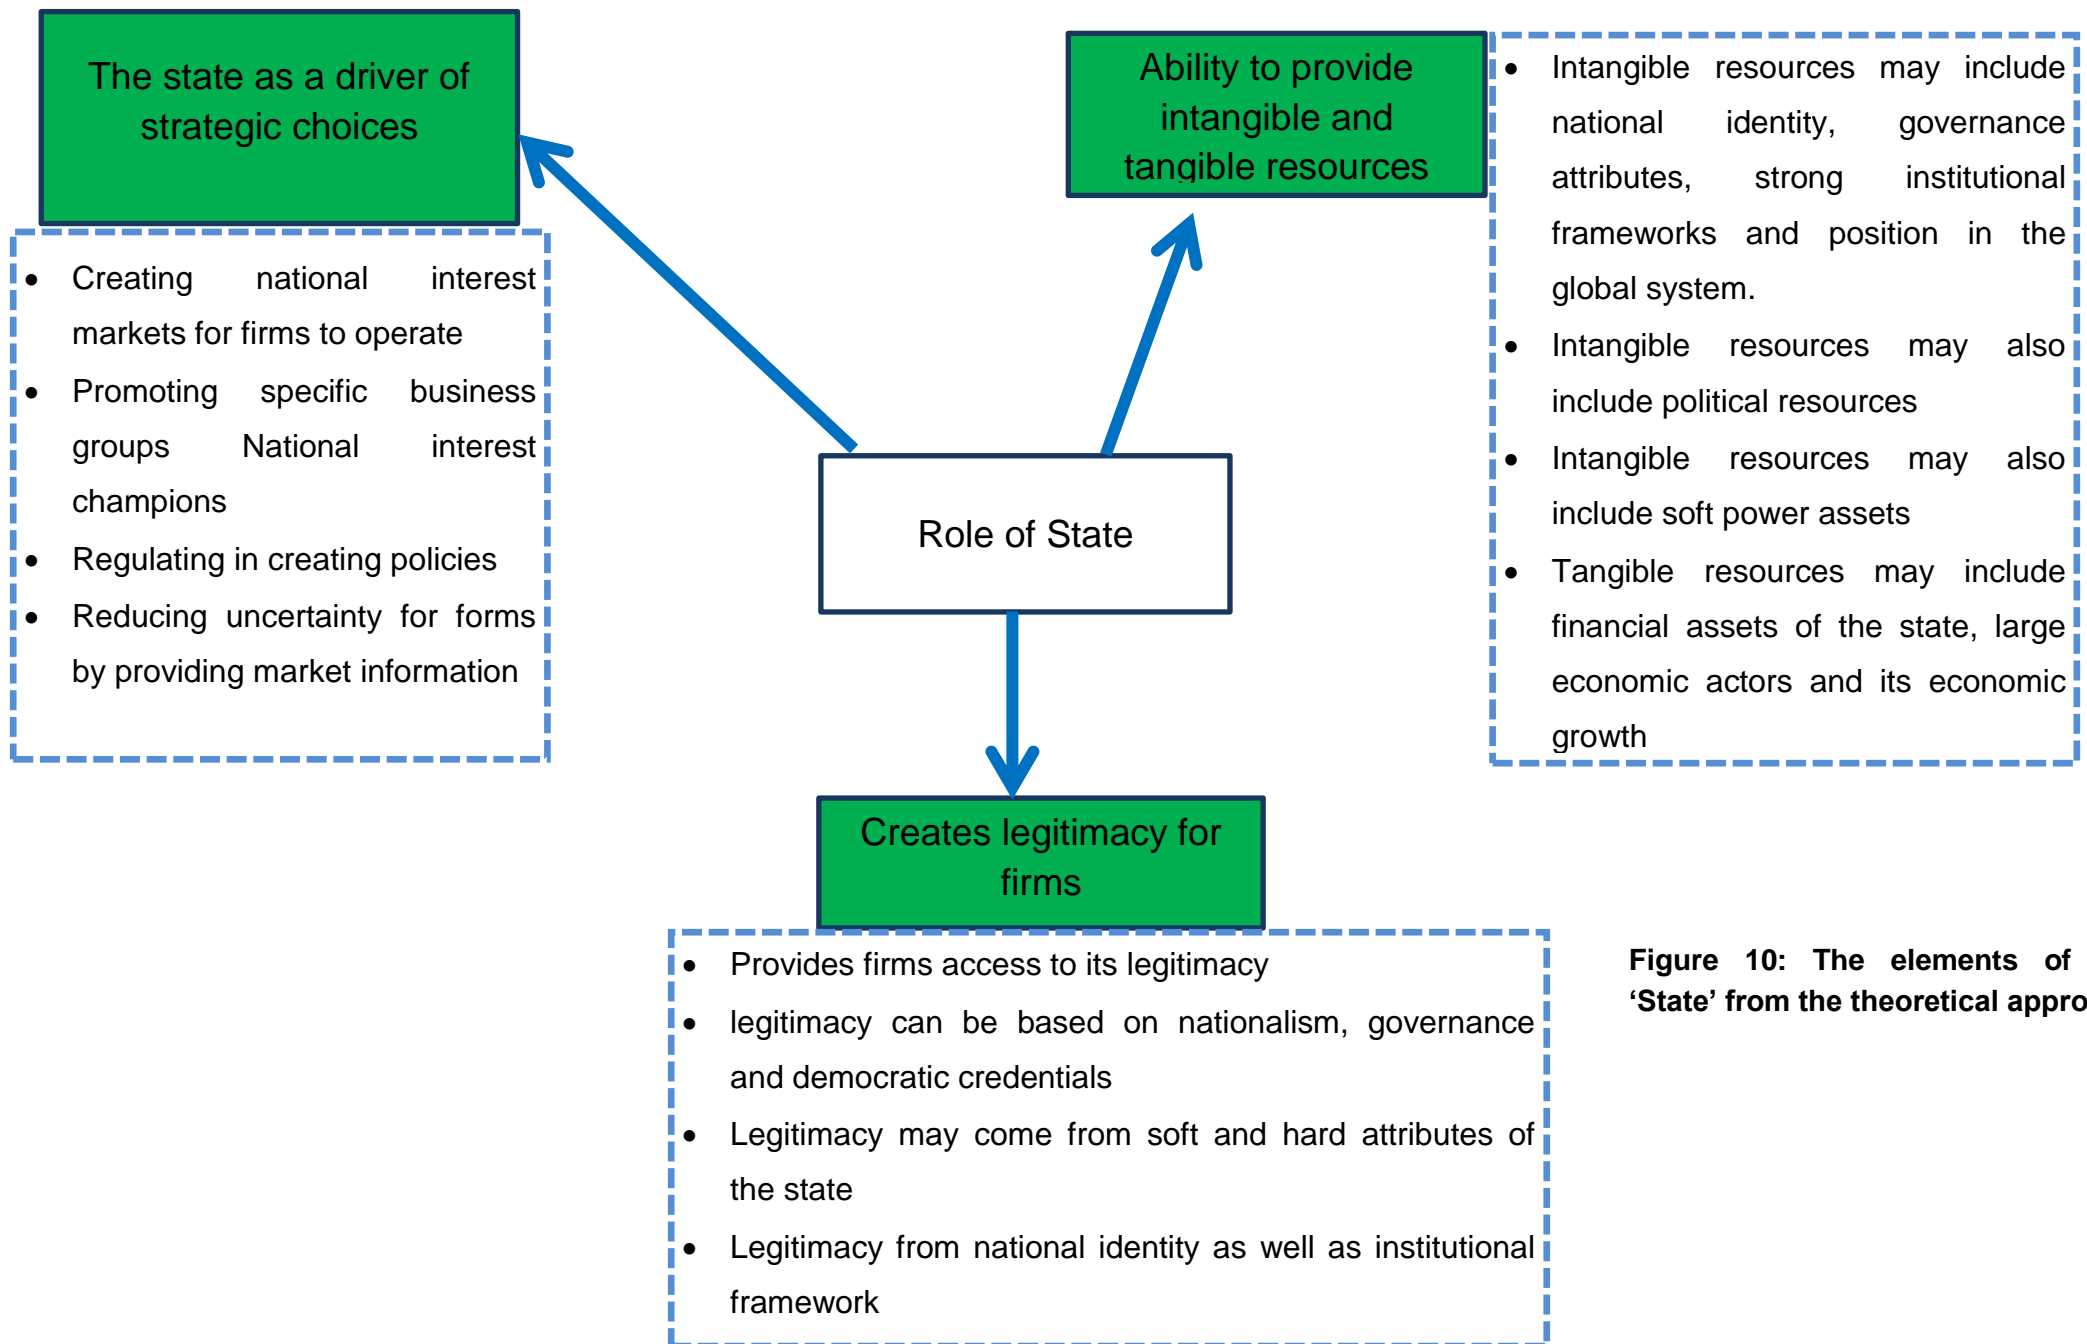 The state as a driver of
strategic choices
• Creating national interest
markets for firms to operate
• Promoting specific business
groups National interest
champions
• Regulating in creating policies
• Reducing uncertainty for forms
by providing market information
Ability to provide
intangible and
tangible resources
• Intangible resources may include
national identity, governance
attributes, strong institutional
frameworks and position in the
global system.
• Intangible resources may also
include political resources
• Intangible resources may also
include soft power assets
• Tangible resources may include
financial assets of the state, large
economic actors and its economic
growth
Role of State
Creates legitimacy for
firms
• Provides firms access to its legitimacy
• legitimacy can be based on nationalism, governance
and democratic credentials
• Legitimacy may come from soft and hard attributes of
the state
• Legitimacy from national identity as well as institutional
framework
Figure 10: The elements of
‘State’ from the theoretical appro